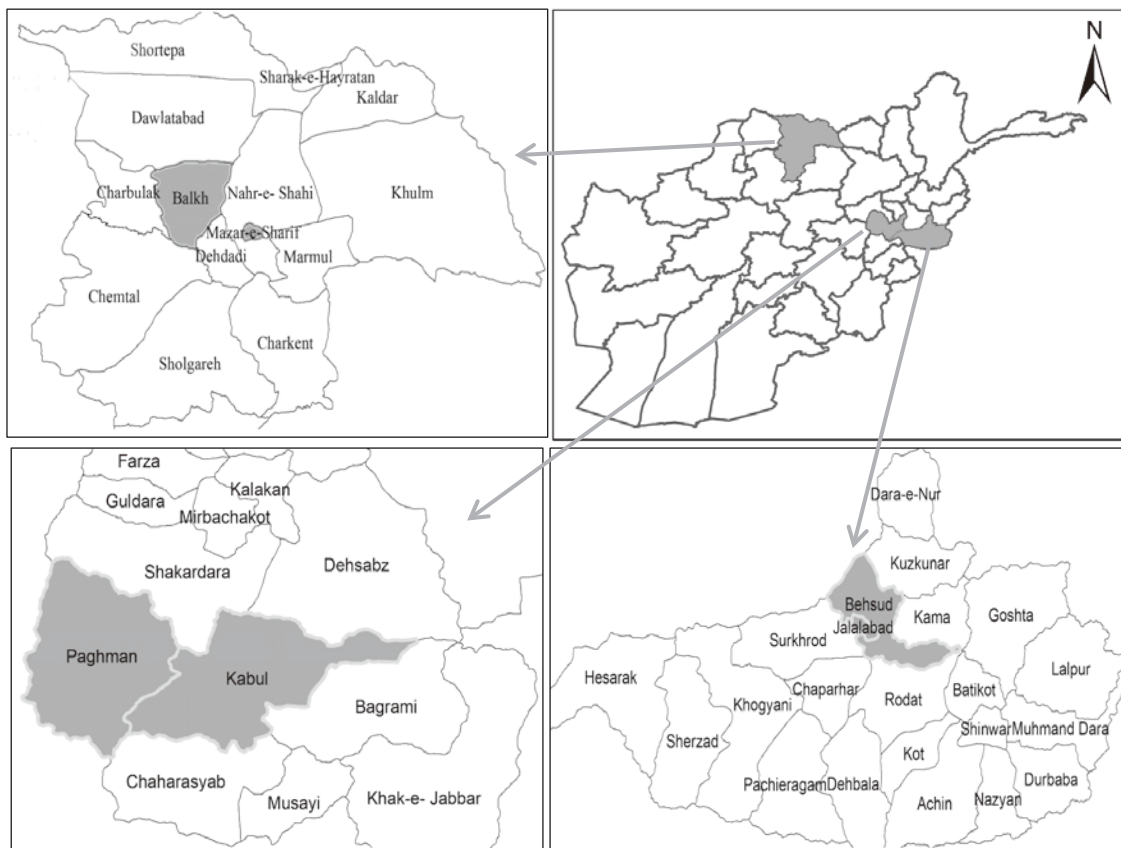 Shortepa
Sharak-e-Hayratan
Kaldar
Dawlatabad
Charbulak
Balkh
Nahr-e- Shahi
Khulm
Mazar-e-Sharif
Dehdadi
Marmul
Chemtal
Charkent
Sholgareh
N
Farza
Kalakan
Guldara
Mirbachakot
Shakardara
Dehsabz
Paghman
Kabul
Bagrami
Chaharasyab
Musayi
Khak-e- Jabbar
Dara-e-Nur
Kuzkunar
Behsud
Kama
Goshta
Jalalabad
Surkhrod
Lalpur
Hesarak
Chaparhar
Batikot
Khogyani
Rodat
Shinwar
Muhmand Dara
Sherzad
Kot
Pachieragam
Dehbala
Durbaba
Achin
Nazyan